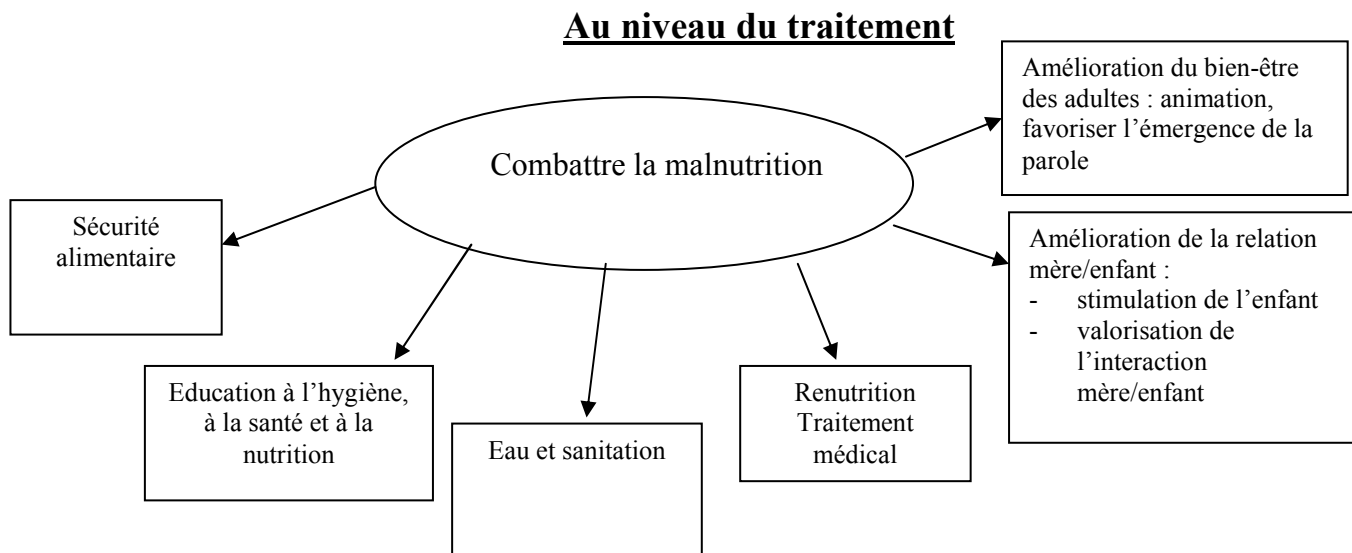 Au niveau du traitement
Amélioration du bien-être
des adultes : animation,
favoriser l’émergence de la
parole
Combattre la malnutrition
Sécurité
alimentaire
Amélioration de la relation
mère/enfant :
- stimulation de l’enfant
- valorisation de
l’interaction
mère/enfant
Education à l’hygiène,
à la santé et à la
nutrition
Eau et sanitation
Renutrition
Traitement
médical